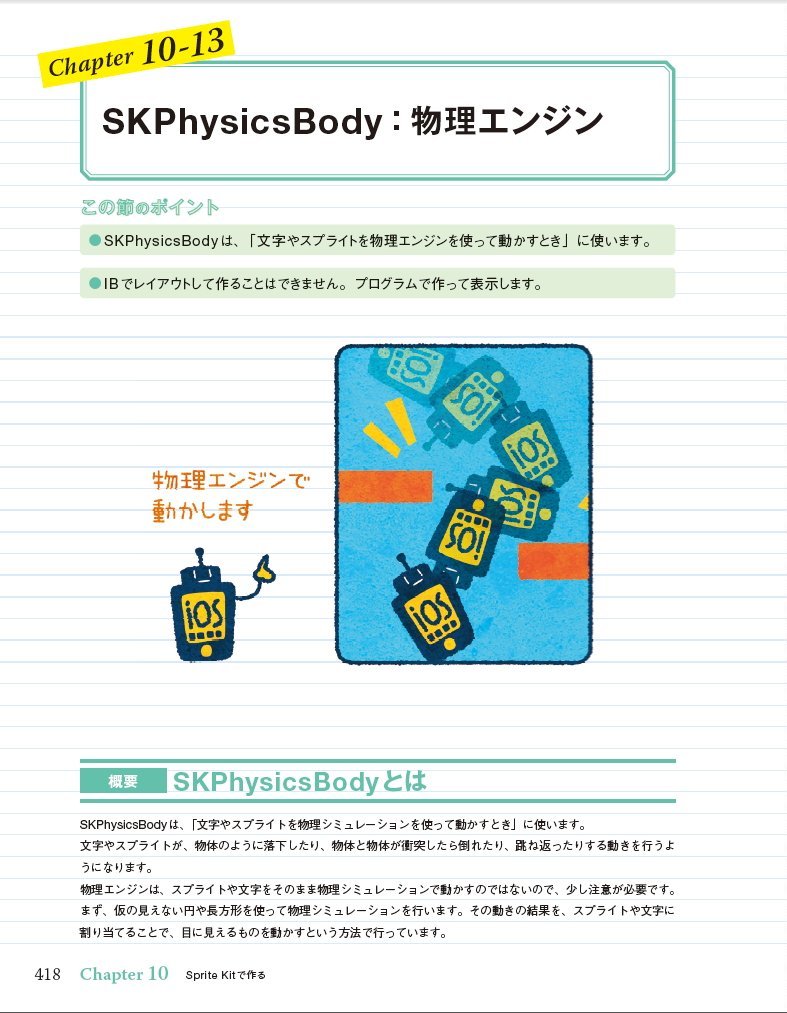 Chapter 10-13
SKPhysicsBody：物理エンジン
この節のポイント
●SKPhysicsBodyは、「文字やスプライトを物理エンジンを使って動かすとき」に使います。
●IBでレイアウトして作ることはできません。プログラムで作って表示します。
物理エンジンで
動かします
iOS
iOS
iOS
iOS
iOS
iOS
iOS
概要 SKPhysicsBodyとは
SKPhysicsBodyは、「文字やスプライトを物理シミュレーションを使って動かすとき」に使います。
文字やスプライトが、物体のように落下したり、物体と物体が衝突したら倒れたり、跳ね返ったりする動きを行うよ
うになります。
物理エンジンは、スプライトや文字をそのまま物理シミュレーションで動かすのではないので、少し注意が必要です。
まず、仮の見えない円や長方形を使って物理シミュレーションを行います。その動きの結果を、スプライトや文字に
割り当てることで、目に見えるものを動かすという方法で行っています。
418 Chapter 10 Sprite Kitで作る